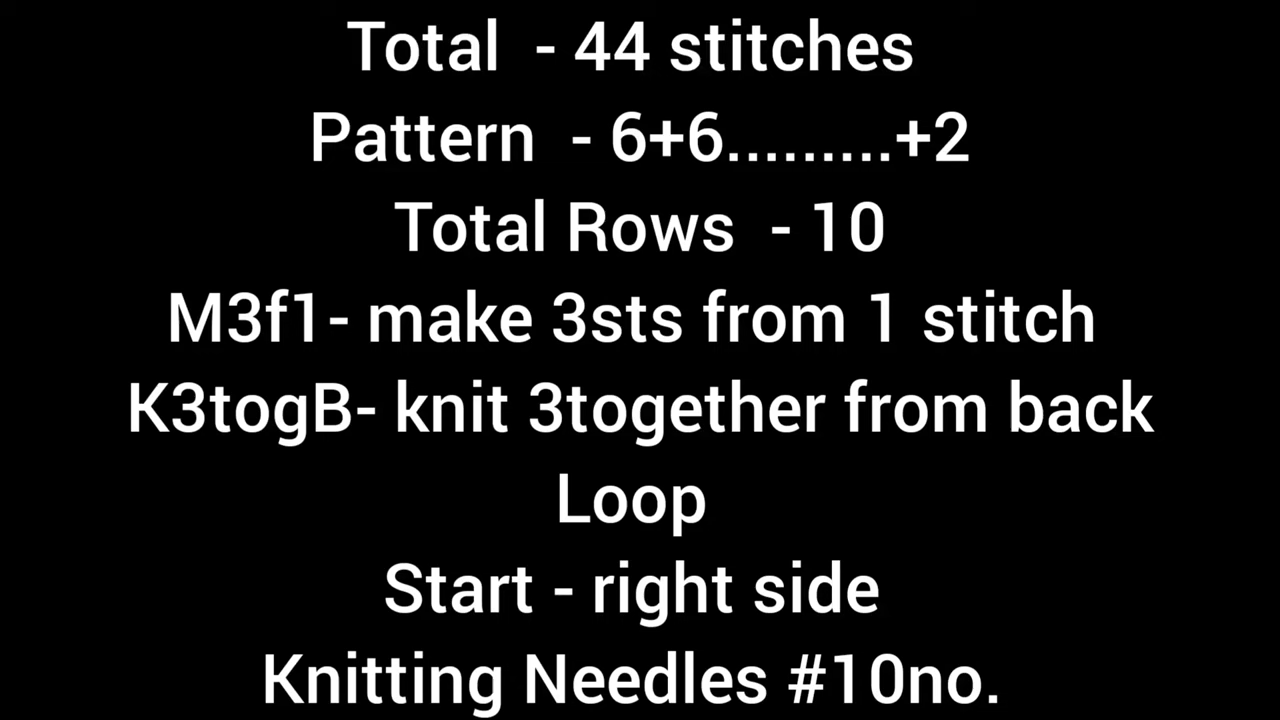 Total - 44 stitches
Pattern - 6+6.........+2
Total Rows - 10
M3f1- make 3sts from 1 stitch
K3togB- knit 3together from back
Loop
Start - right side
Knitting Needles #10no.